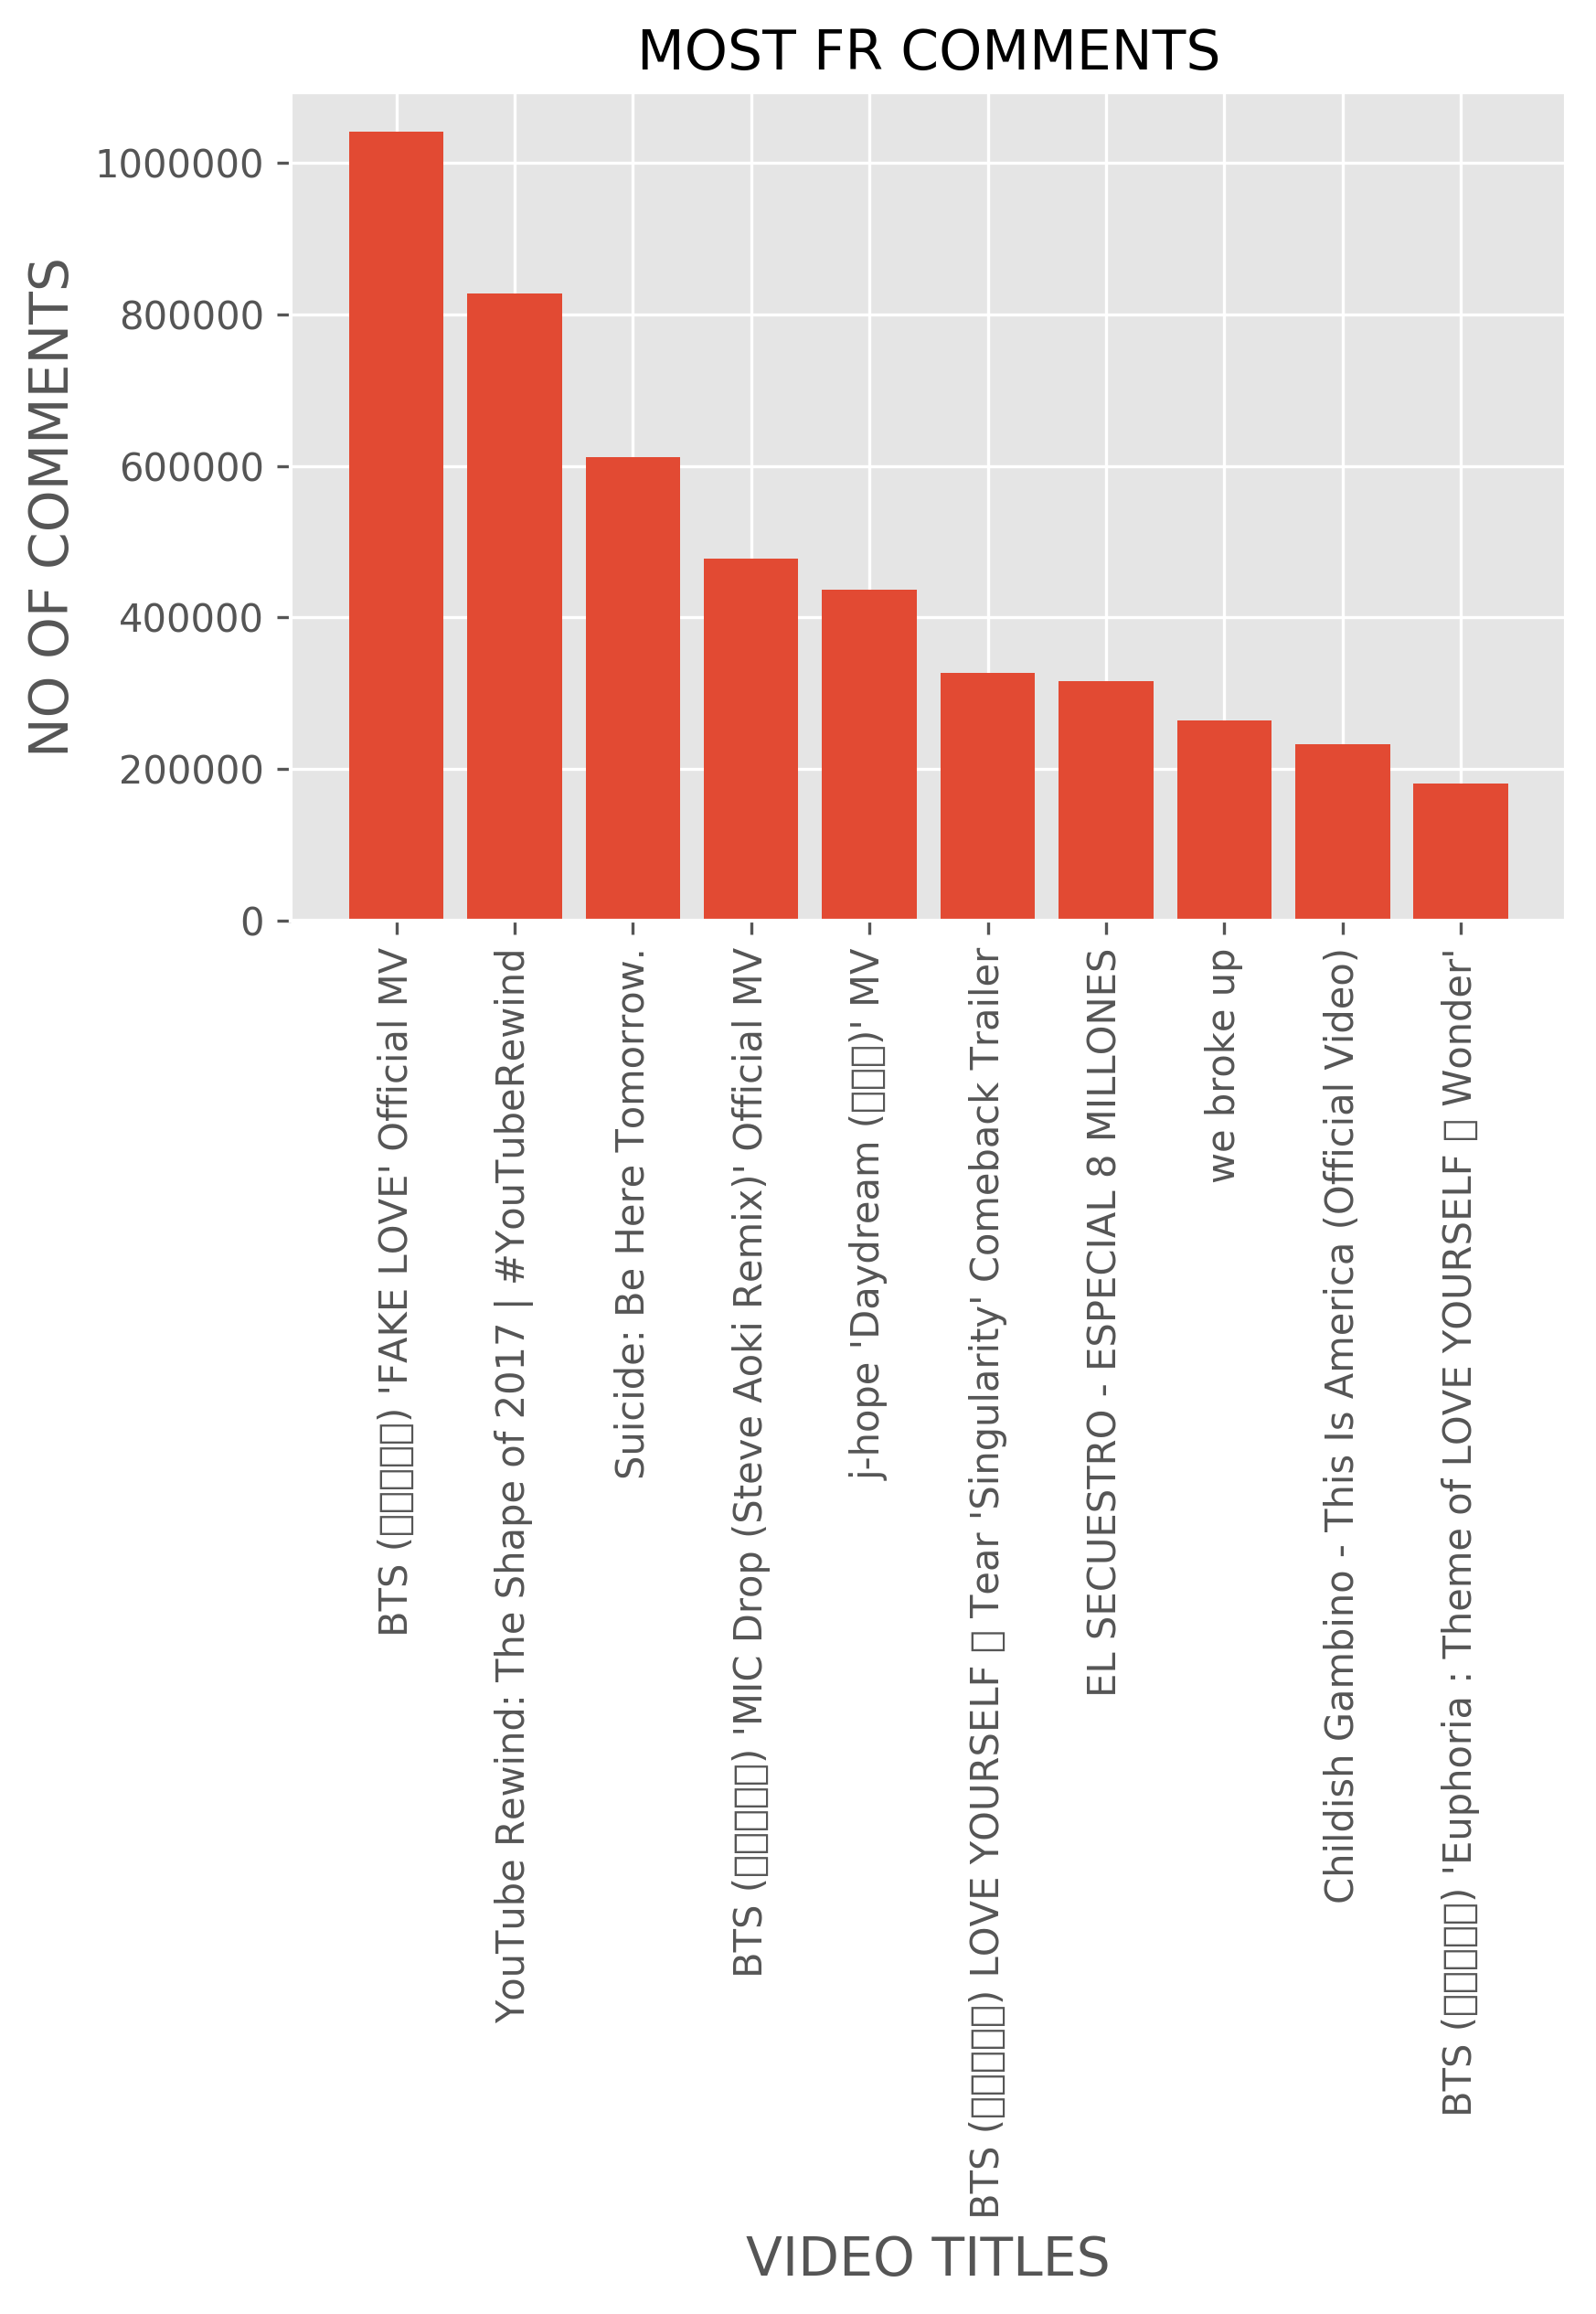 MOST FR COMMENTS
NO OF COMMENTS
1000000
800000
600000
400000
200000
0
BTS (□□□□□) 'FAKE LOVE' Official MV
YouTube Rewind: The Shape of 2017 | #YouTubeRewind
Suicide: Be Here Tomorrow.
BTS (□□□□□) 'MIC Drop (Steve Aoki Remix)' Official MV
j-hope 'Daydream (□□□)' MV
BTS (□□□□□) LOVE YOURSELF □ Tear 'Singularity' Comeback Trailer
EL SECUESTRO - ESPECIAL 8 MILLONES
we broke up
Childish Gambino - This Is America (Official Video)
BTS (□□□□□) 'Euphoria : Theme of LOVE YOURSELF □ Wonder'
VIDEO TITLES